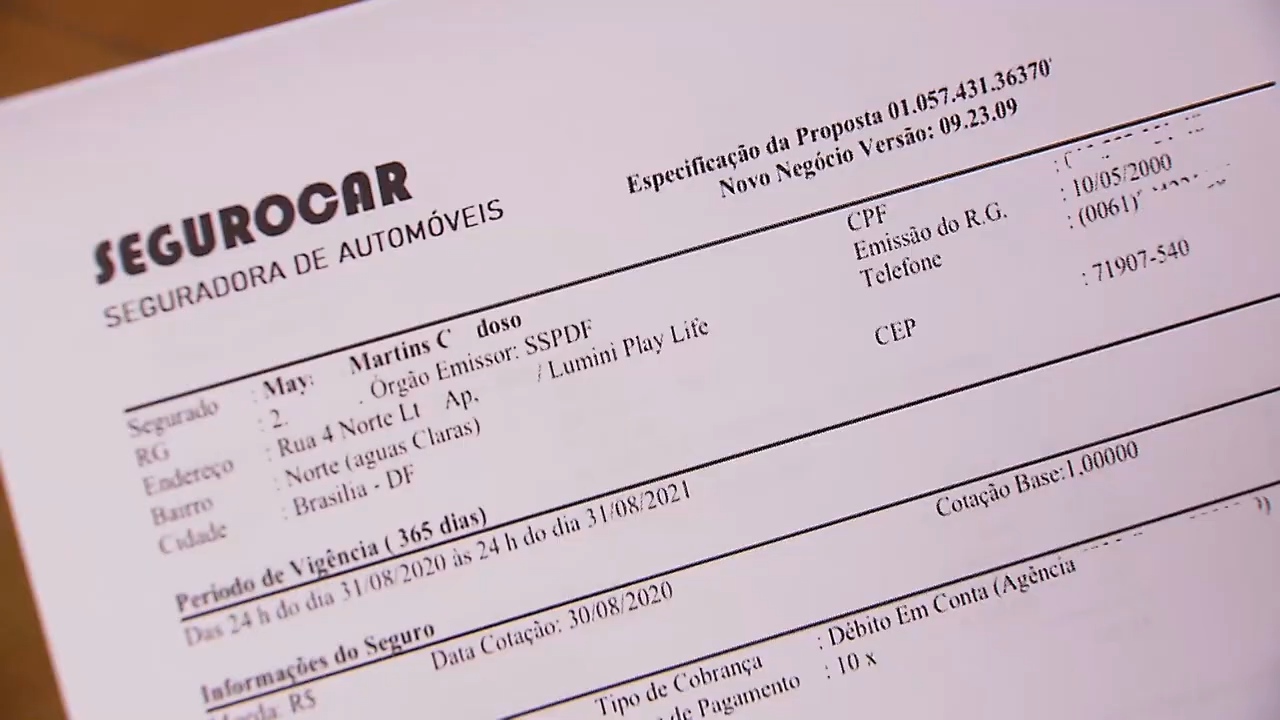 SEGUROCAR
SEGURADORA DE AUTOMÓVEIS
Especificação da Proposta 01.057.431.36370
Novo Negócio Versão: 09.23.09
Segurado : May Martins C doso
CPF :
RG : 2. Órgão Emissor: SSPDF
Emissão do R.G. : 10/05/2000
Endereço : Rua 4 Norte Lt Ap. / Lumini Play Life
Telefone : (0061)
Bairro : Norte (aguas Claras)
Cidade : Brasilia - DF
CEP : 71907-540
Periodo de Vigência ( 365 dias)
Das 24 h do dia 31/08/2020 às 24 h do dia 31/08/2021
Informações do Seguro
Data Cotação: 30/08/2020
Cotação Base:1,00000
R$
Tipo de Cobrança : Débito Em Conta (Agência
de Pagamento : 10 x